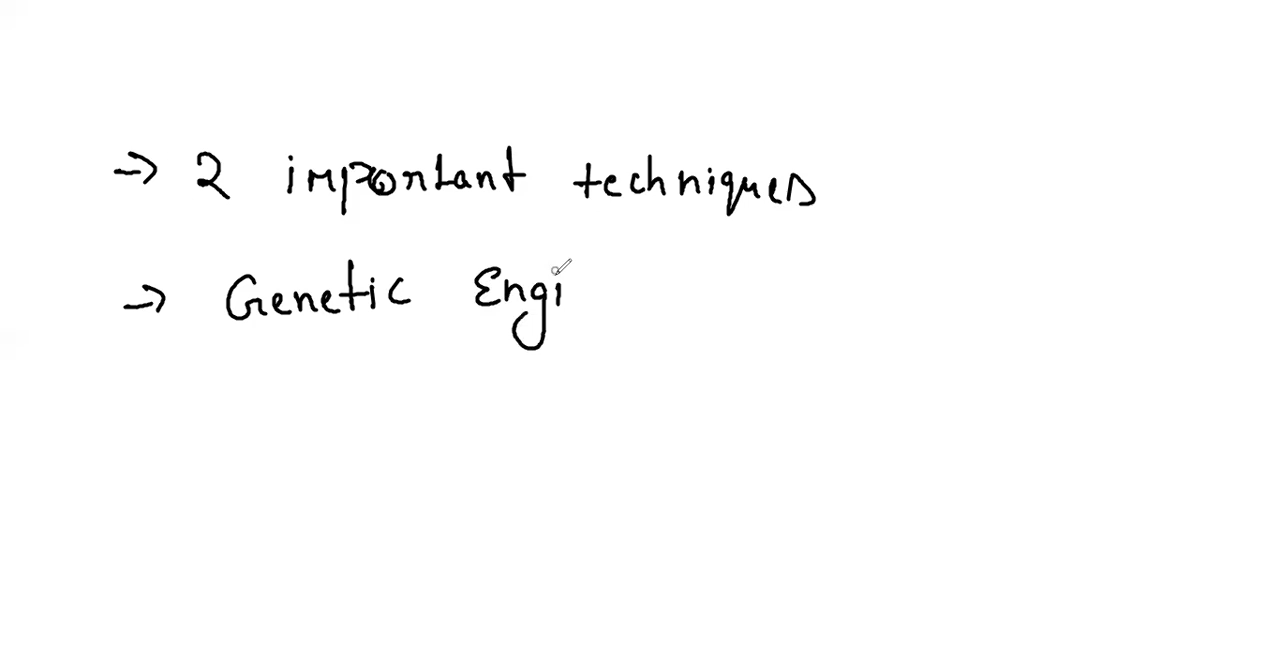 → 2 important techniques
→ Genetic Engi